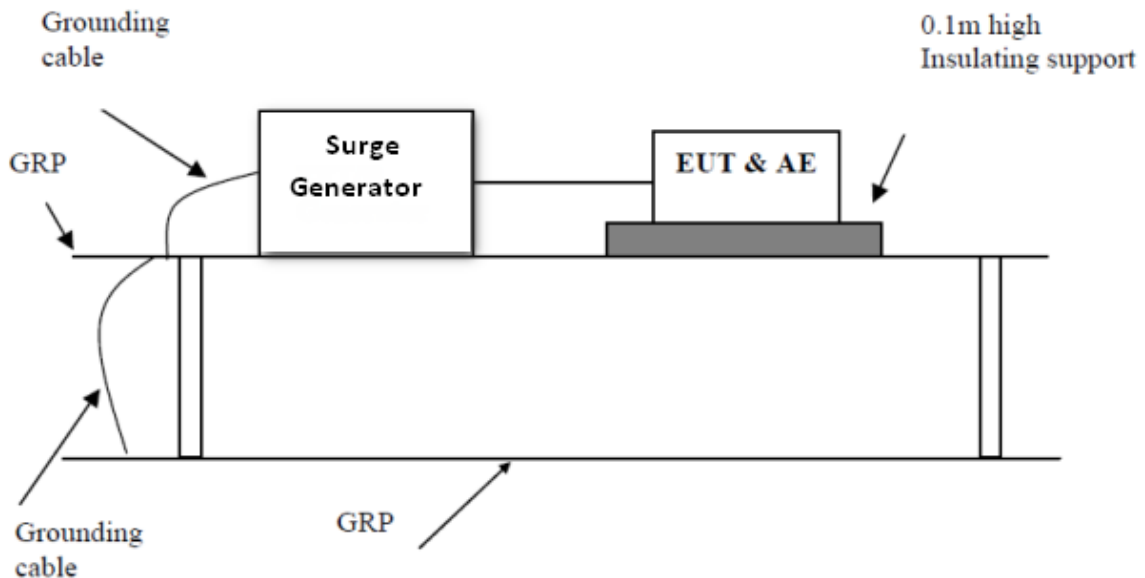 Grounding
cable
0.1m high
Insulating support
GRP
Surge
Generator
EUT & AE
GRP
Grounding
cable